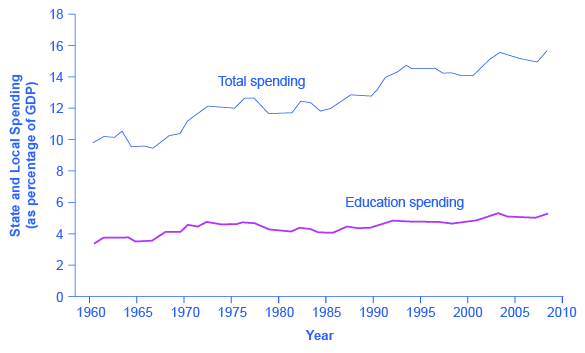 State and Local Spending
(as percentage of GDP)
18
16
14
12
10
8
6
4
2
0
Total spending
Education spending
1960 1965 1970 1975 1980 1985 1990 1995 2000 2005 2010
Year